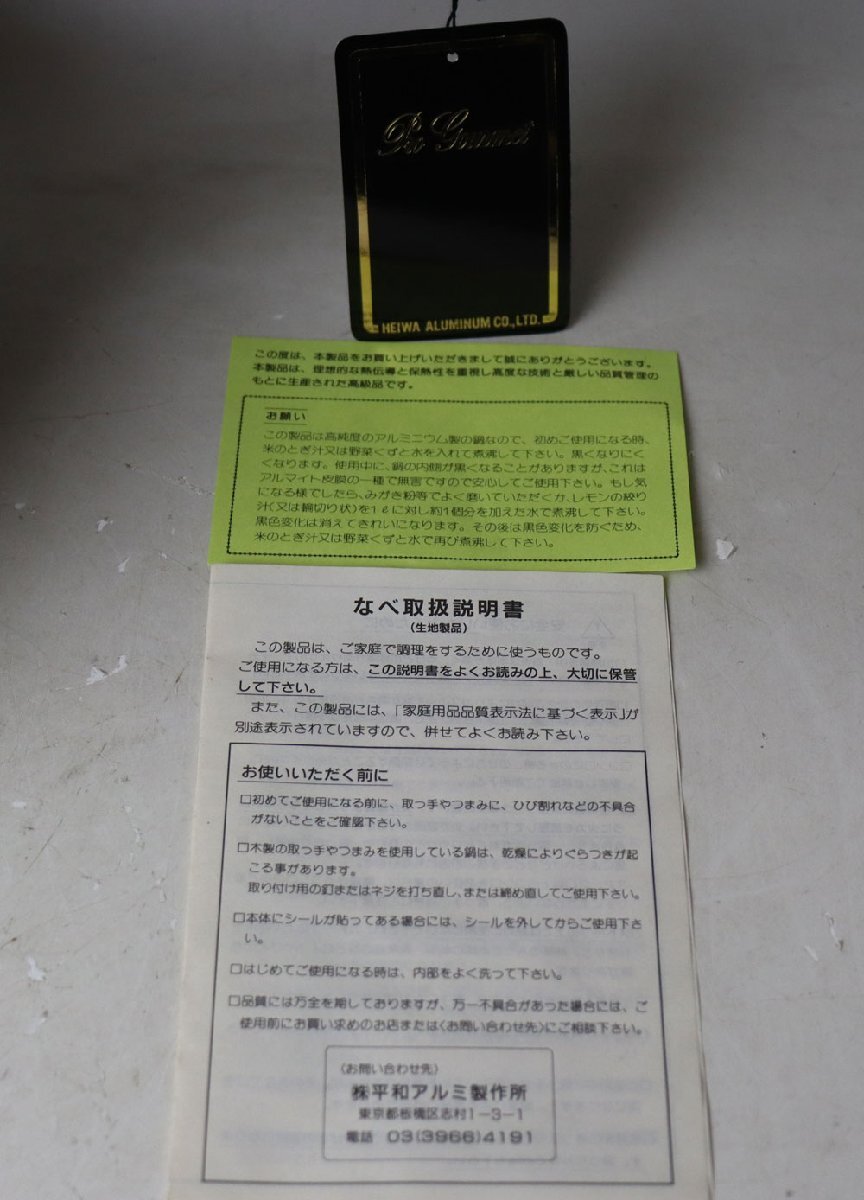 Pro Gourmet
HEIWA ALUMINUM CO.,LTD.
この度は、本製品をお買い上げいただきまして誠にありがとうございます。
本製品は、理想的な熱伝導と保熱性を重視し高度な技術と厳しい品質管理の
もとに生産された高級品です。
お願い
この製品は高純度のアルミニウム製の鍋なので、初めご使用になる時、
米のとぎ汁又は野菜くずと水を入れて煮沸して下さい。黒くなりにく
くなります。使用中に、鍋の内側が黒くなることがありますが、これは
アルマイト皮膜の一種で無害ですので安心してご使用下さい。もし気
になる様でしたら、みがき粉等でよく磨いていただくか、レモンの絞り
汁(又は輪切り状)を1ℓに対し約1個分を加えた水で煮沸して下さい。
黒色変化は消えてきれいになります。その後は黒色変化を防ぐため、
米のとぎ汁又は野菜くずと水で再び煮沸して下さい。
なべ取扱説明書
(生地製品)
この製品は、ご家庭で調理をするために使うものです。
ご使用になる方は、この説明書をよくお読みの上、大切に保管
して下さい。
また、この製品には、「家庭用品品質表示法に基づく表示」が
別途表示されていますので、併せてよくお読み下さい。
お使いいただく前に
□初めてご使用になる前に、取っ手やつまみに、ひび割れなどの不具合
がないことをご確認下さい。
□木製の取っ手やつまみを使用している鍋は、乾燥によりぐらつきが起
こる事があります。
取り付け用の釘またはネジを打ち直し、または締め直してご使用下さい。
□本体にシールが貼ってある場合には、シールを外してからご使用下さ
い。
□はじめてご使用になる時は、内部をよく洗って下さい。
□品質には万全を期しておりますが、万一不具合があった場合には、ご
使用前にお買い求めのお店または〈お問い合わせ先〉にご相談下さい。
〈お問い合わせ先〉
㈱平和アルミ製作所
東京都板橋区志村1-3-1
電話 03(3966)4191